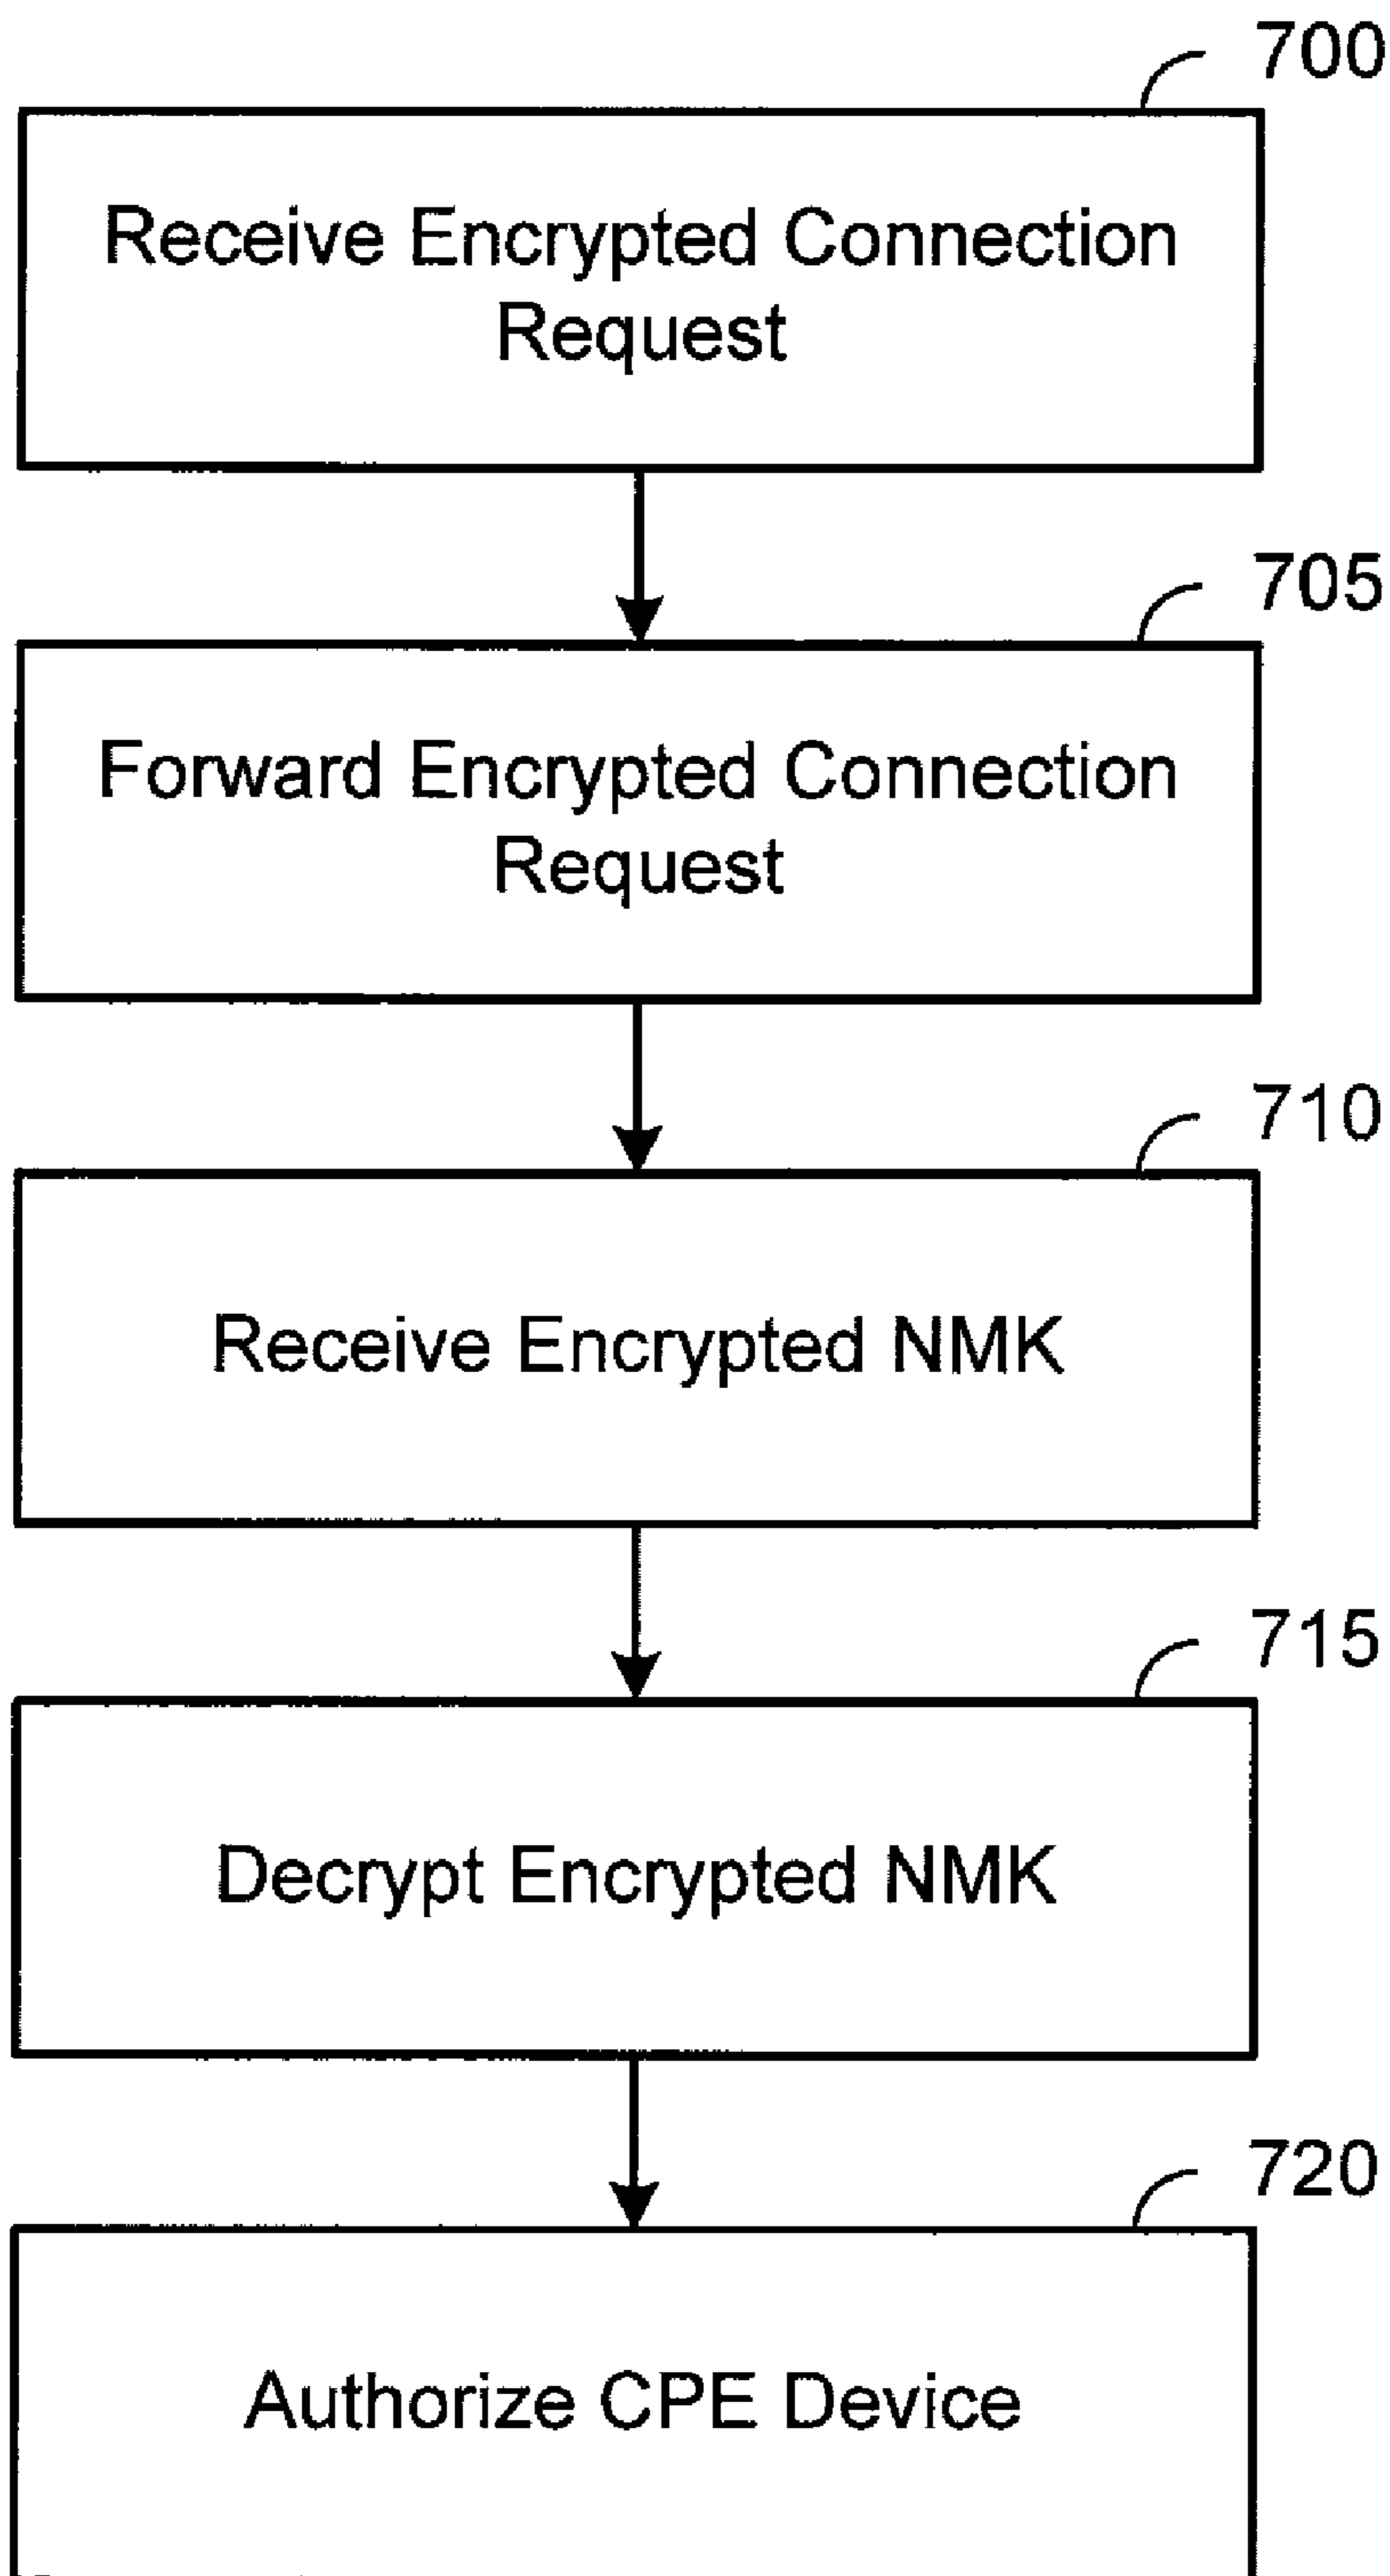 700
Receive Encrypted Connection
Request
705
Forward Encrypted Connection
Request
710
Receive Encrypted NMK
715
Decrypt Encrypted NMK
720
Authorize CPE Device